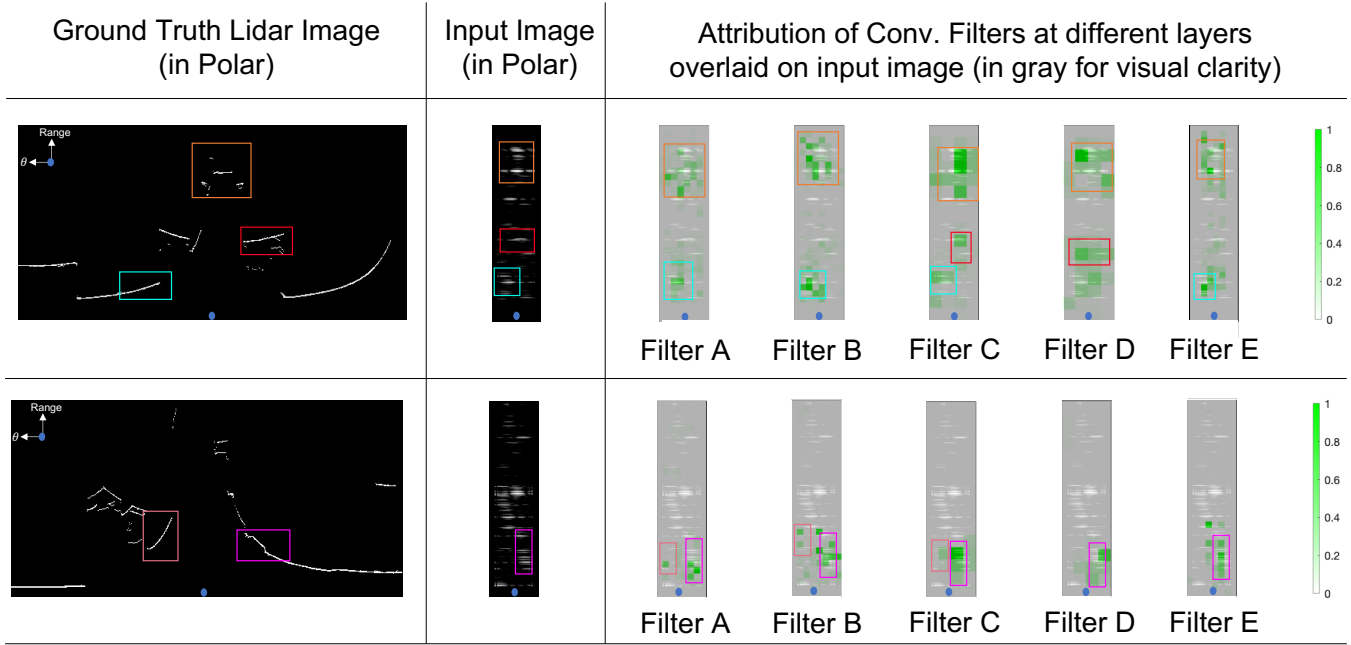 Ground Truth Lidar Image
(in Polar)
Input Image
(in Polar)
Attribution of Conv. Filters at different layers
overlaid on input image (in gray for visual clarity)
Range
θ
1
0.8
0.6
0.4
0.2
0
Filter A
Filter B
Filter C
Filter D
Filter E
Range
θ
1
0.8
0.6
0.4
0.2
0
Filter A
Filter B
Filter C
Filter D
Filter E